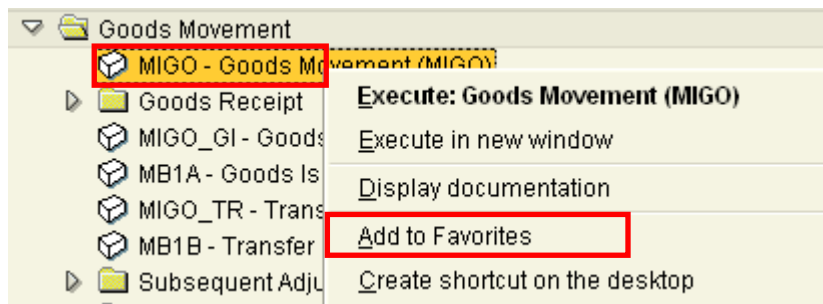 Goods Movement
MIGO - Goods Movement (MIGO)
Goods Receipt
MIGO_GI - Goods
MB1A - Goods Is
MIGO_TR - Trans
MB1B - Transfer
Subsequent Adju
Execute: Goods Movement (MIGO)
Execute in new window
Display documentation
Add to Favorites
Create shortcut on the desktop